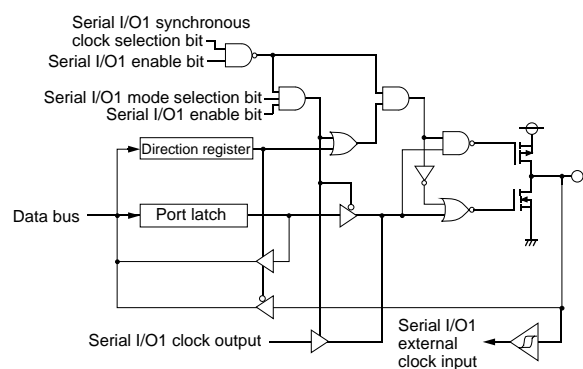 Serial I/O1 synchronous
clock selection bit
Serial I/O1 enable bit
Serial I/O1 mode selection bit
Serial I/O1 enable bit
Direction register
Data bus
Port latch
Serial I/O1 clock output
Serial I/O1
external
clock input